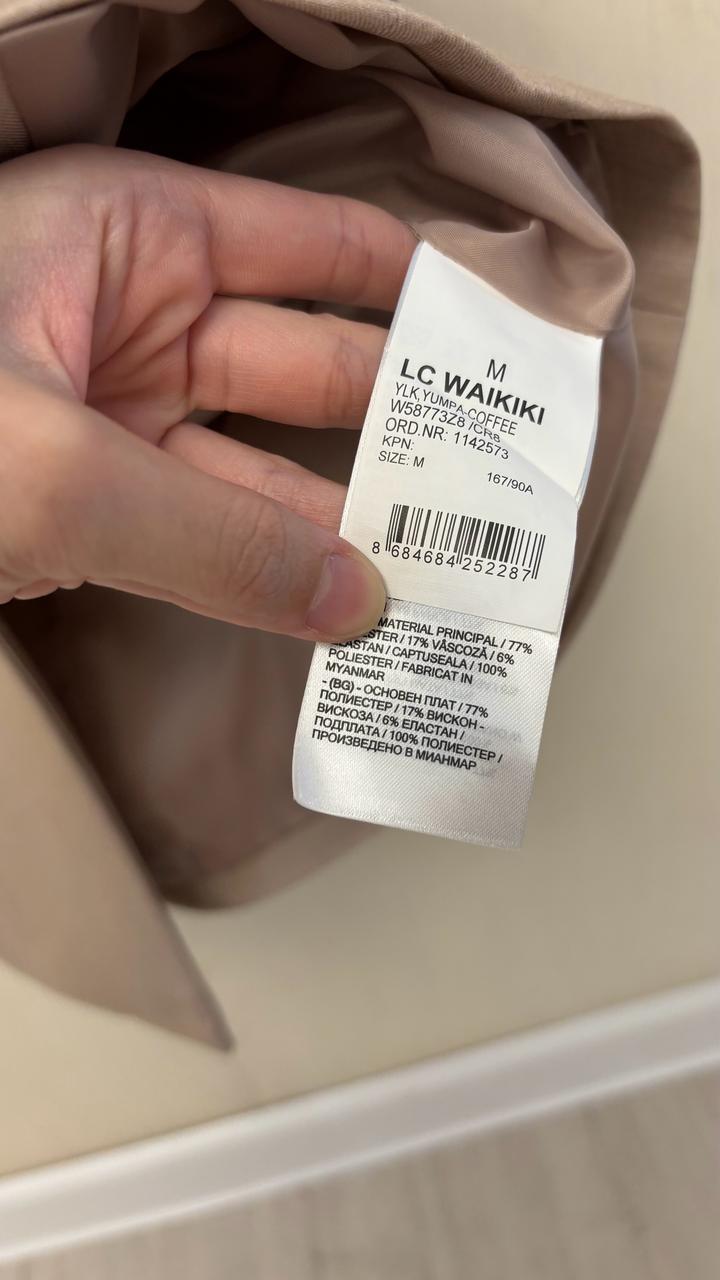 M
LC WAIKIKI
YLK,YUMPA-COFFEE
W58773Z8 /CR8
ORD.NR: 1142573
KPN:
SIZE: M
167/90A
8 684684 252287
MATERIAL PRINCIPAL / 77%
/ 17% VÂSCOZĂ / 6%
ELASTAN / CAPTUSEALA / 100%
POLIESTER / FABRICAT IN
MYANMAR
- (BG) - ОСНОВЕН ПЛАТ / 77%
ПОЛИЕСТЕР / 17% ВИСКОН -
ВИСКОЗА / 6% ЕЛАСТАН /
ПОДПЛАТА / 100% ПОЛИЕСТЕР /
ПРОИЗВЕДЕНО В МИАНМАР